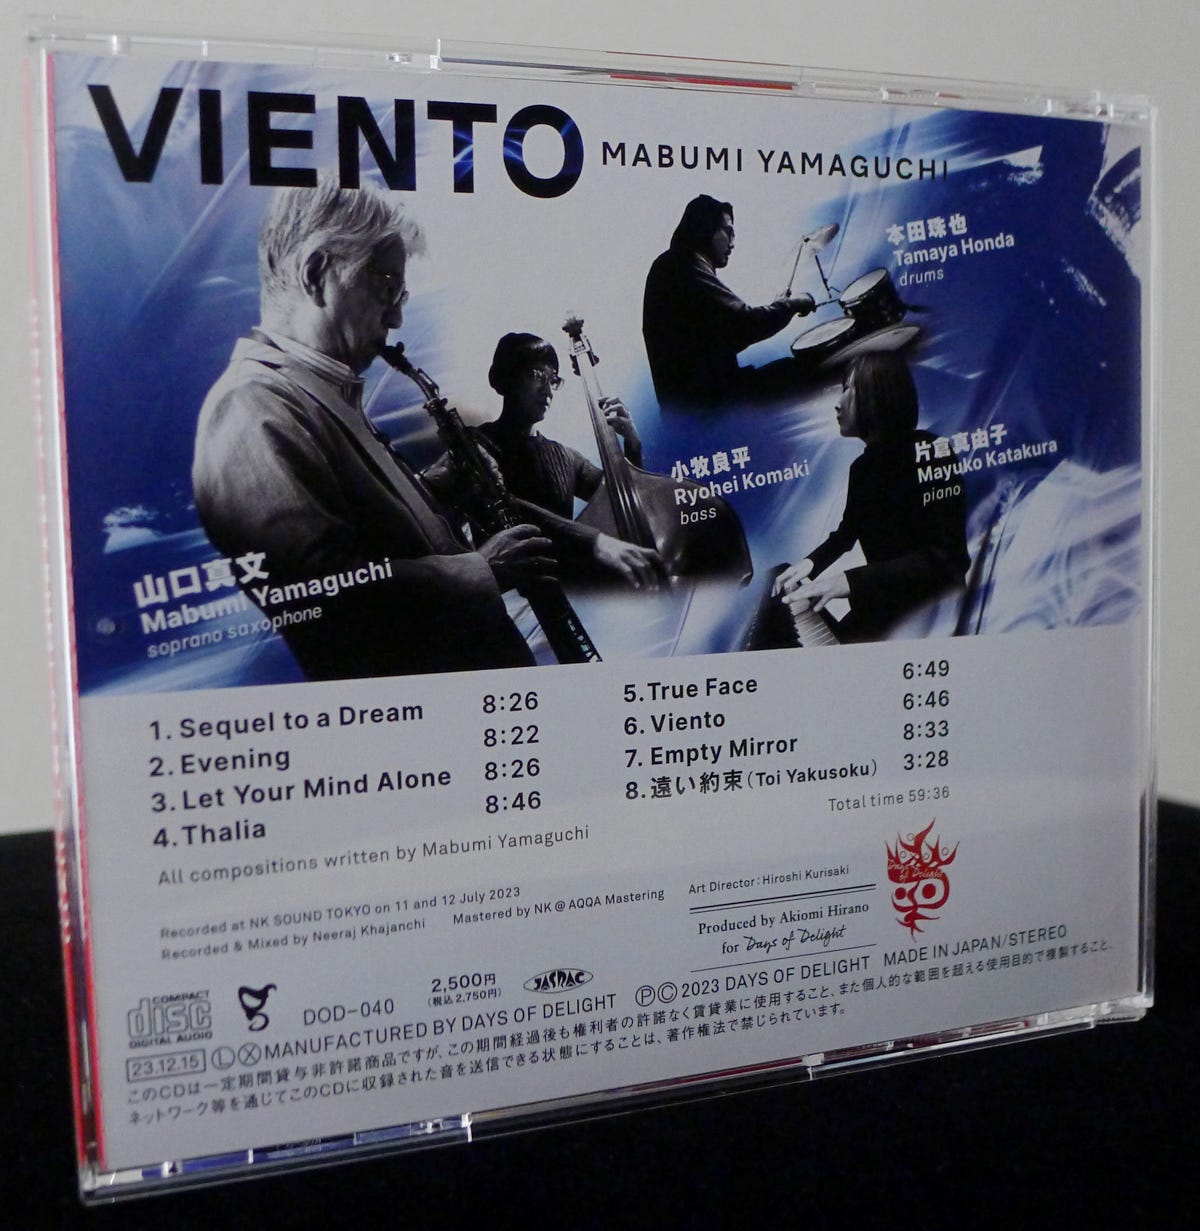 VIENTO MABUMI YAMAGUCHI
本田珠也
Tamaya Honda
drums
小牧良平
Ryohei Komaki
bass
片倉真由子
Mayuko Katakura
piano
山口真文
Mabumi Yamaguchi
soprano saxophone
1. Sequel to a Dream 8:26
2. Evening 8:22
3. Let Your Mind Alone 8:26
4. Thalia 8:46
5. True Face 6:49
6. Viento 6:46
7. Empty Mirror 8:33
8. 遠い約束 (Toi Yakusoku) 3:28
Total time 59:36
All compositions written by Mabumi Yamaguchi
Recorded at NK SOUND TOKYO on 11 and 12 July 2023
Recorded & Mixed by Neeraj Khajanchi Mastered by NK @ AQQA Mastering
Art Director: Hiroshi Kurisaki
Produced by Akiomi Hirano
for Days of Delight
Days of Delight
COMPACT
disc
DIGITAL AUDIO
DOD-040
2,500円
(税込2,750円)
JASRAC
23.12.15 Ⓛ Ⓧ MANUFACTURED BY DAYS OF DELIGHT Ⓟ Ⓒ 2023 DAYS OF DELIGHT MADE IN JAPAN/STEREO
このCDは一定期間貸与非許諾商品ですが、この期間経過後も権利者の許諾なく賃貸業に使用すること、また個人的な範囲を超える使用目的で複製すること、
ネットワーク等を通じてこのCDに収録された音を送信できる状態にすることは、著作権法で禁じられています。